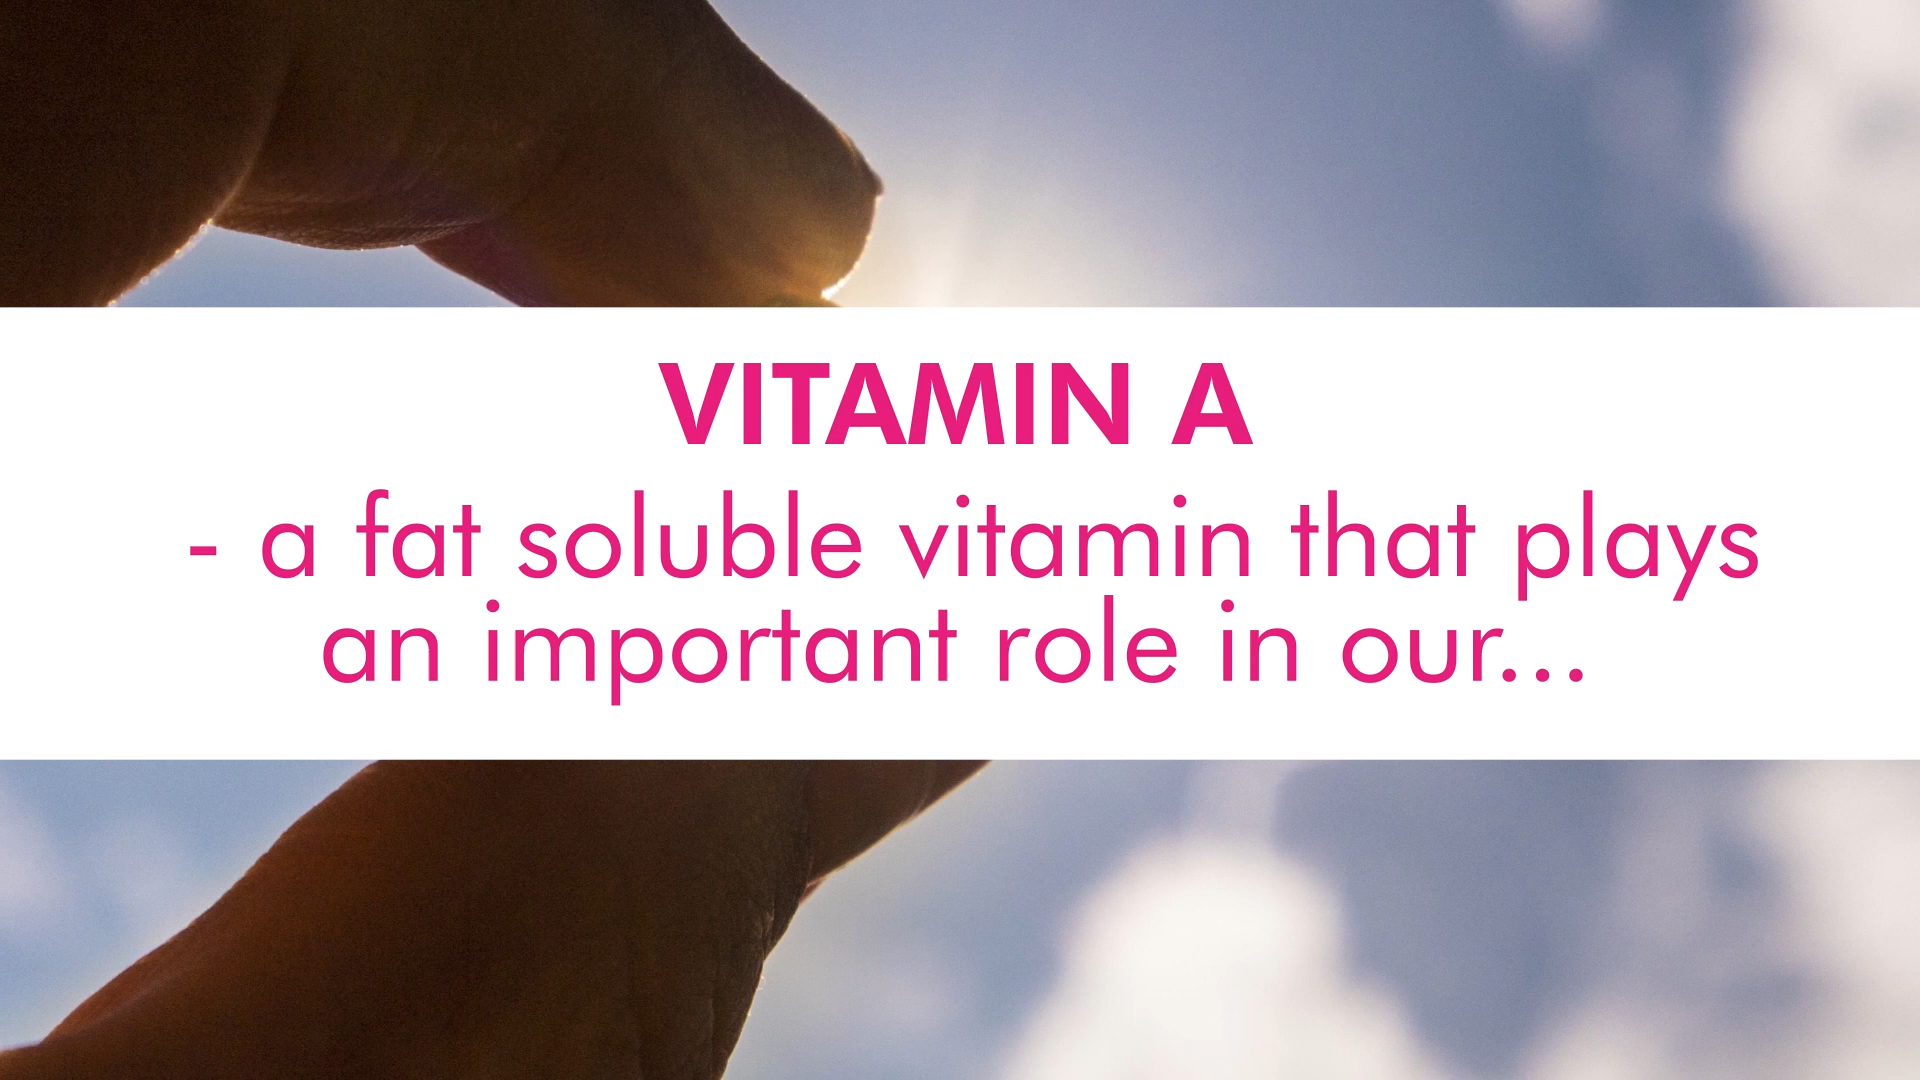 VITAMIN A
- a fat soluble vitamin that plays
an important role in our...